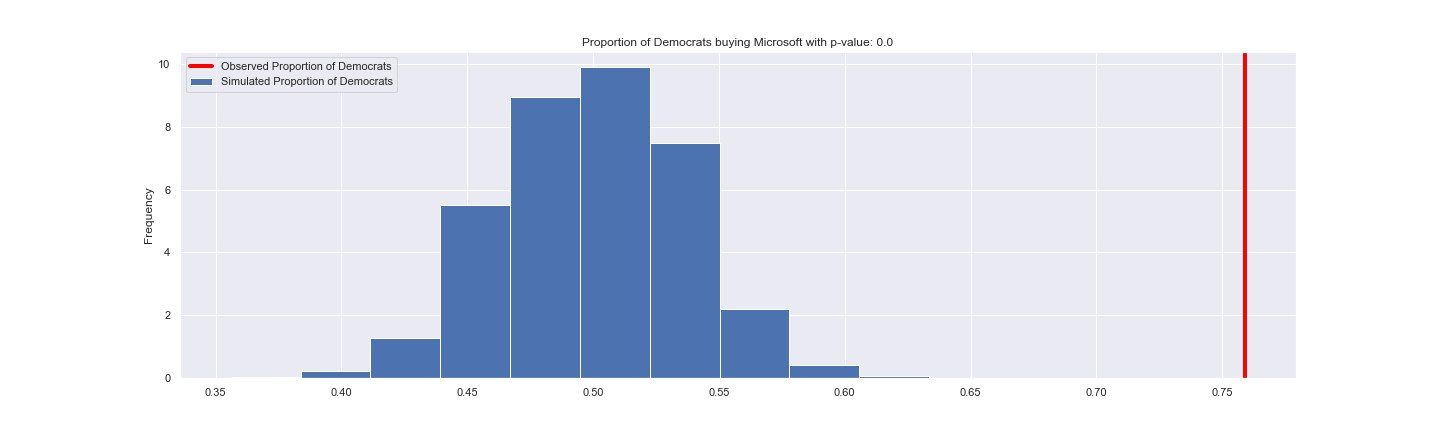 Proportion of Democrats buying Microsoft with p-value: 0.0
Observed Proportion of Democrats
Simulated Proportion of Democrats
Frequency
10
8
6
4
2
0
0.35 0.40 0.45 0.50 0.55 0.60 0.65 0.70 0.75